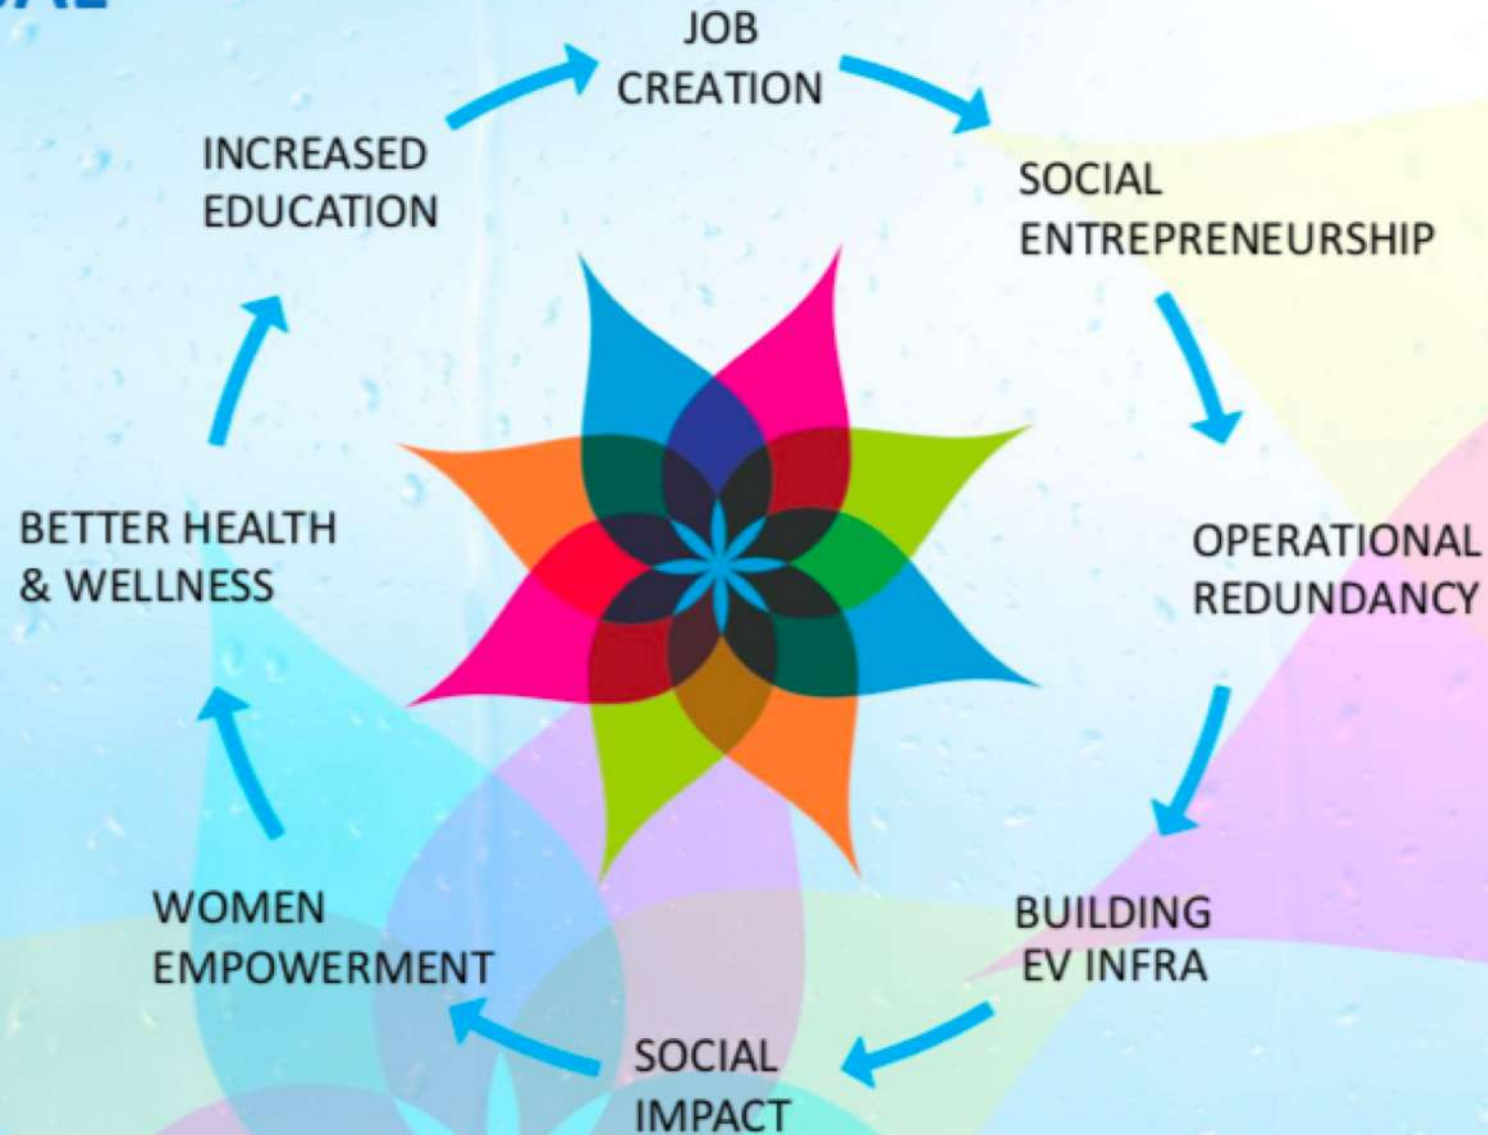 JOB
CREATION
SOCIAL
ENTREPRENEURSHIP
OPERATIONAL
REDUNDANCY
BUILDING
EV INFRA
SOCIAL
IMPACT
WOMEN
EMPOWERMENT
BETTER HEALTH
& WELLNESS
INCREASED
EDUCATION